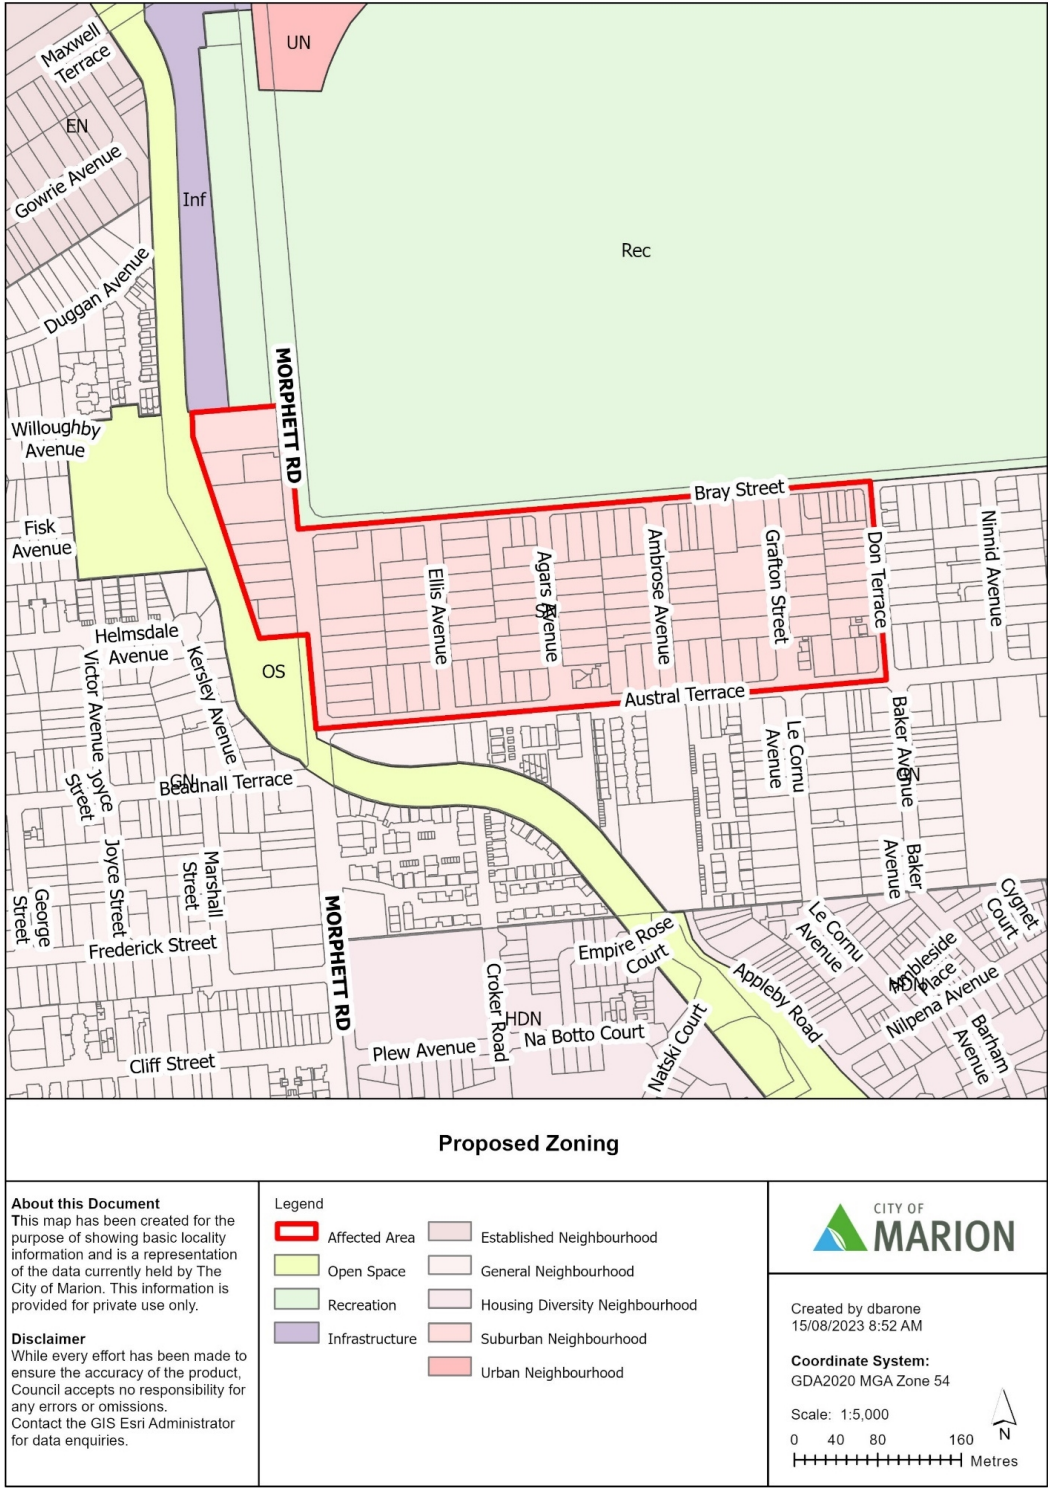 Maxwell
Terrace
UN
EN
Gowrie Avenue
Inf
Rec
Duggan Avenue
MORPHETT RD
Willoughby
Avenue
Bray Street
Fisk
Avenue
Ellis Avenue
Agars Avenue
Ambrose Avenue
Grafton Street
Don Terrace
Ninnid Avenue
Helmsdale
Avenue
Victor Avenue
Kersley Avenue
OS
Austral Terrace
Joyce
Street
GN
Beadnall Terrace
Le Cornu
Avenue
Baker Avenue
GN
Joyce Street
Marshall
Street
George
Street
Frederick Street
MORPHETT RD
Baker
Avenue
Cygnet
Court
Le Cornu
Avenue
Empire Rose
Court
Ambleside
Place
HDN
Nilpena Avenue
Appleby Road
Croker Road
HDN
Na Botto Court
Natski Court
Barham
Avenue
Plew Avenue
Cliff Street
Proposed Zoning
About this Document
This map has been created for the
purpose of showing basic locality
information and is a representation
of the data currently held by The
City of Marion. This information is
provided for private use only.
Disclaimer
While every effort has been made to
ensure the accuracy of the product,
Council accepts no responsibility for
any errors or omissions.
Contact the GIS Esri Administrator
for data enquiries.
Legend
Affected Area
Open Space
Recreation
Infrastructure
Established Neighbourhood
General Neighbourhood
Housing Diversity Neighbourhood
Suburban Neighbourhood
Urban Neighbourhood
CITY OF
MARION
Created by dbarone
15/08/2023 8:52 AM
Coordinate System:
GDA2020 MGA Zone 54
Scale: 1:5,000
N
0 40 80 160
Metres